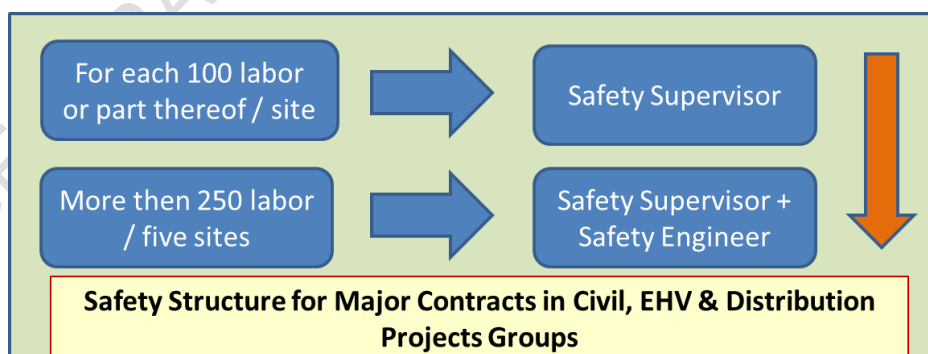 For each 100 labor
or part thereof / site
Safety Supervisor
More then 250 labor
/ five sites
Safety Supervisor +
Safety Engineer
Safety Structure for Major Contracts in Civil, EHV & Distribution
Projects Groups